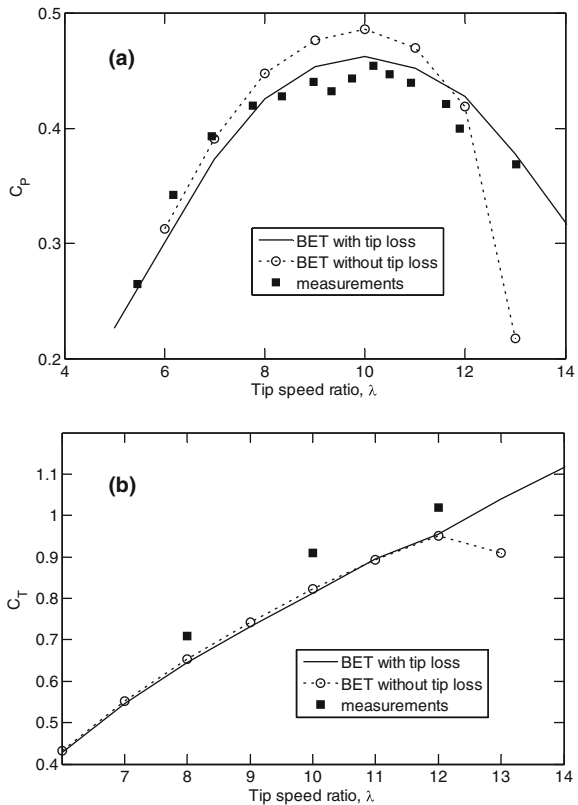 0.5
(a)
0.4
C_P
0.3
BET with tip loss
BET without tip loss
measurements
0.2
4 6 8 10 12 14
Tip speed ratio, λ
1.1
(b)
1
0.9
C_T
0.8
0.7
BET with tip loss
0.6
BET without tip loss
measurements
0.5
0.4
6 7 8 9 10 11 12 13 14
Tip speed ratio, λ